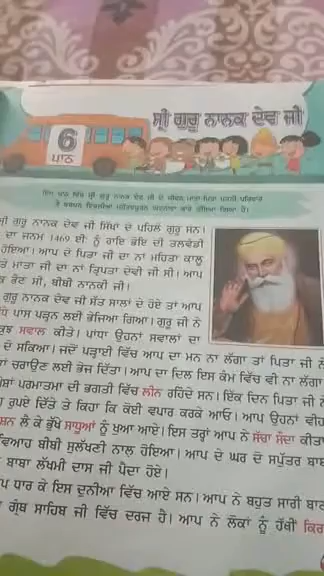 ਸ੍ਰੀ ਗੁਰੂ ਨਾਨਕ ਦੇਵ ਜੀ
6
ਪਾਠ
ਇਸ ਪਾਠ ਵਿੱਚ ਸ੍ਰੀ ਗੁਰੂ ਨਾਨਕ ਦੇਵ ਜੀ ਦੇ ਜੀਵਨ, ਮਾਤਾ ਪਿਤਾ
ਗੁਰੂ ਨਾਨਕ ਦੇਵ ਜੀ ਸਿੱਖਾਂ ਦੇ ਪਹਿਲੇ ਗੁਰੂ ਸਨ।
ਦਾ ਜਨਮ 1469 ਈ: ਨੂੰ ਰਾਇ ਭੋਇ ਦੀ ਤਲਵੰਡੀ
ਹੋਇਆ। ਆਪ ਦੇ ਪਿਤਾ ਜੀ ਦਾ ਨਾਂ ਮਹਿਤਾ ਕਾਲੂ
ਤੇ ਮਾਤਾ ਜੀ ਦਾ ਨਾਂ ਤ੍ਰਿਪਤਾ ਦੇਵੀ ਜੀ ਸੀ। ਆਪ
ਭੈਣ ਸੀ, ਬੀਬੀ ਨਾਨਕੀ ਜੀ।
ਗੁਰੂ ਨਾਨਕ ਦੇਵ ਜੀ ਸੱਤ ਸਾਲਾਂ ਦੇ ਹੋਏ ਤਾਂ ਆਪ
ਪਾਸ ਪੜ੍ਹਨ ਲਈ ਭੇਜਿਆ ਗਿਆ। ਗੁਰੂ ਜੀ ਨੇ
ਕੁਝ ਸਵਾਲ ਕੀਤੇ। ਪਾਂਧਾ ਉਹਨਾਂ ਸਵਾਲਾਂ ਦਾ
ਦੇ ਸਕਿਆ। ਜਦੋਂ ਪੜ੍ਹਾਈ ਵਿੱਚ ਆਪ ਦਾ ਮਨ ਨਾ ਲੱਗਾ ਤਾਂ ਪਿਤਾ ਜੀ ਨੇ
ਚਰਾਉਣ ਲਈ ਭੇਜ ਦਿੱਤਾ। ਆਪ ਦਾ ਦਿਲ ਇਸ ਕੰਮ ਵਿੱਚ ਵੀ ਨਾ ਲੱਗਾ
ਪਰਮਾਤਮਾ ਦੀ ਭਗਤੀ ਵਿੱਚ ਲੀਨ ਰਹਿੰਦੇ ਸਨ। ਇੱਕ ਦਿਨ ਪਿਤਾ ਜੀ ਨੇ
ਰੁਪਏ ਦਿੱਤੇ ਤੇ ਕਿਹਾ ਕਿ ਕੋਈ ਵਪਾਰ ਕਰਕੇ ਆਓ। ਆਪ ਉਹਨਾਂ ਵੀਹ
ਲੈ ਕੇ ਭੁੱਖੇ ਸਾਧੂਆਂ ਨੂੰ ਖੁਆ ਆਏ। ਇਸ ਤਰ੍ਹਾਂ ਆਪ ਨੇ ਸੱਚਾ ਸੌਦਾ ਕੀਤਾ
ਵਿਆਹ ਬੀਬੀ ਸੁਲੱਖਣੀ ਨਾਲ ਹੋਇਆ। ਆਪ ਦੇ ਘਰ ਦੋ ਸਪੁੱਤਰ ਬਾਬਾ
ਬਾਬਾ ਲੱਖਮੀ ਦਾਸ ਜੀ ਪੈਦਾ ਹੋਏ।
ਧਾਰ ਕੇ ਇਸ ਦੁਨੀਆ ਵਿੱਚ ਆਏ ਸਨ। ਆਪ ਨੇ ਬਹੁਤ ਸਾਰੀ ਬਾਣੀ
ਗ੍ਰੰਥ ਸਾਹਿਬ ਜੀ ਵਿੱਚ ਦਰਜ ਹੈ। ਆਪ ਨੇ ਲੋਕਾਂ ਨੂੰ ਹੱਥੀਂ ਕਿਰ